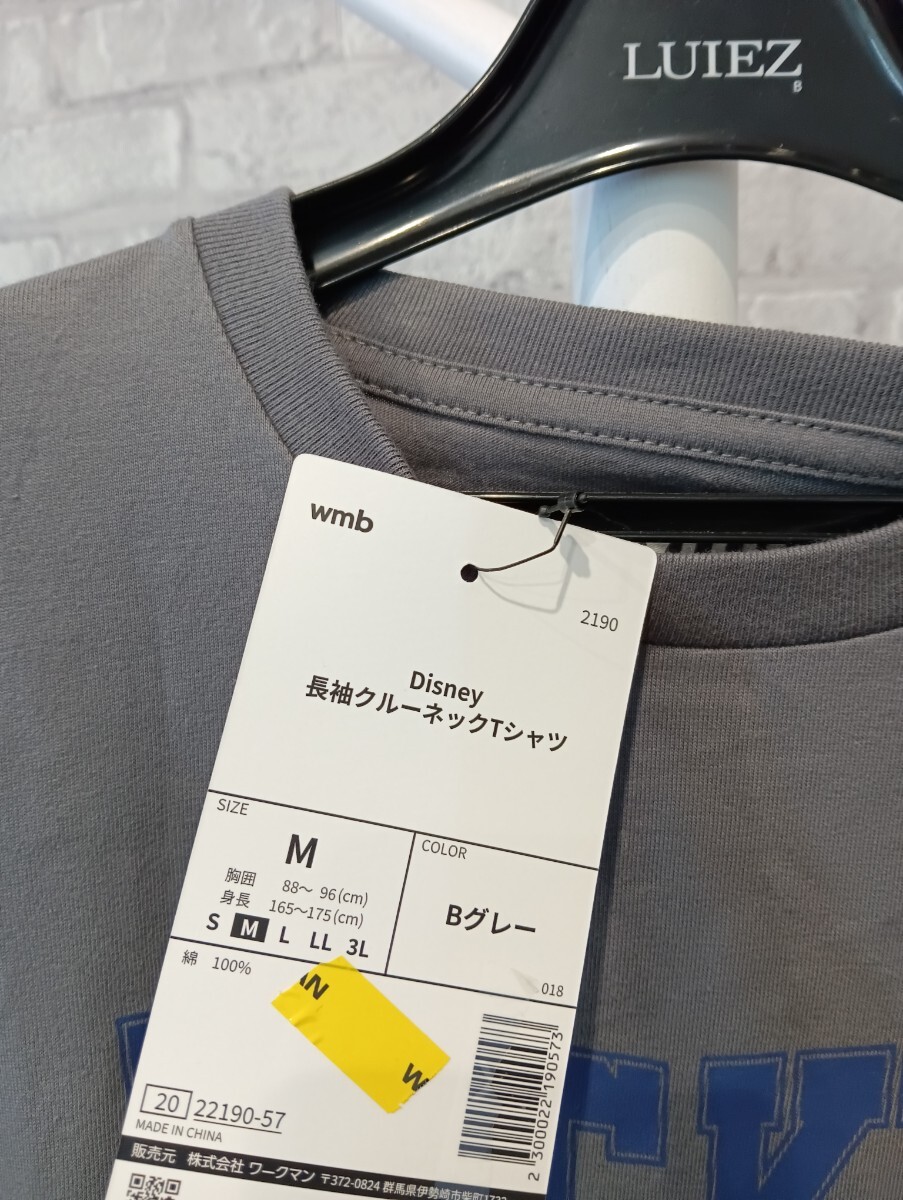 LUIEZ
B
wmb
2190
Disney
長袖クルーネックTシャツ
SIZE
M
胸囲 88〜 96(cm)
身長 165〜175(cm)
S M L LL 3L
COLOR
Bグレー
018
綿 100%
20 22190-57
MADE IN CHINA
2 300022 190573
販売元 株式会社 ワークマン 〒372-0824 群馬県伊勢崎市柴町